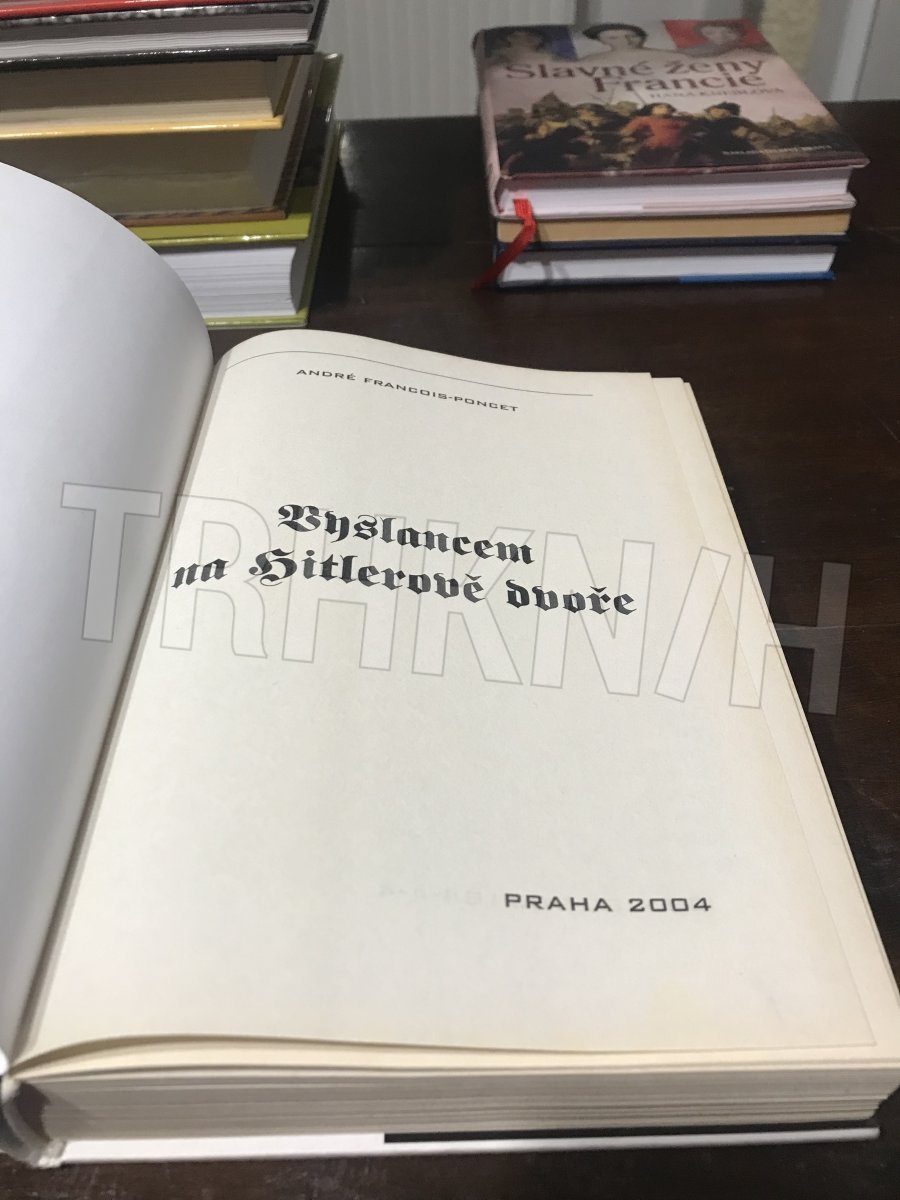 Slavné ženy
Francie
ANDRÉ FRANCOIS-PONCET
Vyslancem
na Hitlerově dvoře
TRHKNIH
PRAHA 2004